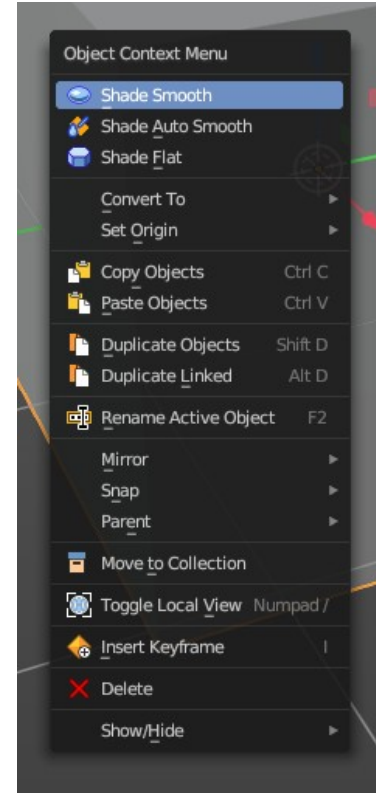 Object Context Menu
Shade Smooth
Shade Auto Smooth
Shade Flat
Convert To
Set Origin
Copy Objects Ctrl C
Paste Objects Ctrl V
Duplicate Objects Shift D
Duplicate Linked Alt D
Rename Active Object F2
Mirror
Snap
Parent
Move to Collection
Toggle Local View Numpad /
Insert Keyframe I
Delete
Show/Hide